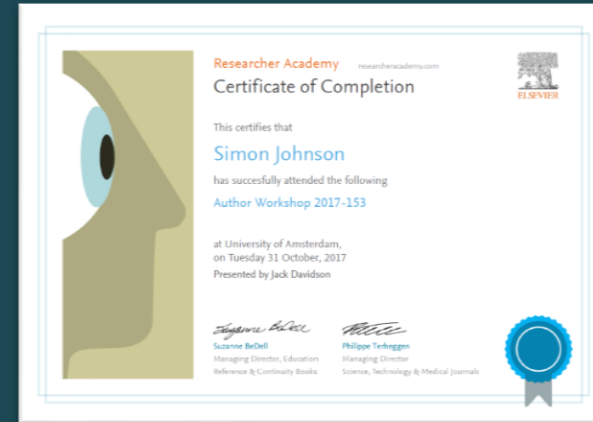 Researcher Academy researcheracademy.com
Certificate of Completion
ELSEVIER
This certifies that
Simon Johnson
has succesfully attended the following
Author Workshop 2017-153
at University of Amsterdam,
on Tuesday 31 October, 2017
Presented by Jack Davidson
Suzanne BeDell
Philippe Terheggen
Managing Director, Education
Reference & Continuity Books
Managing Director
Science, Technology & Medical Journals